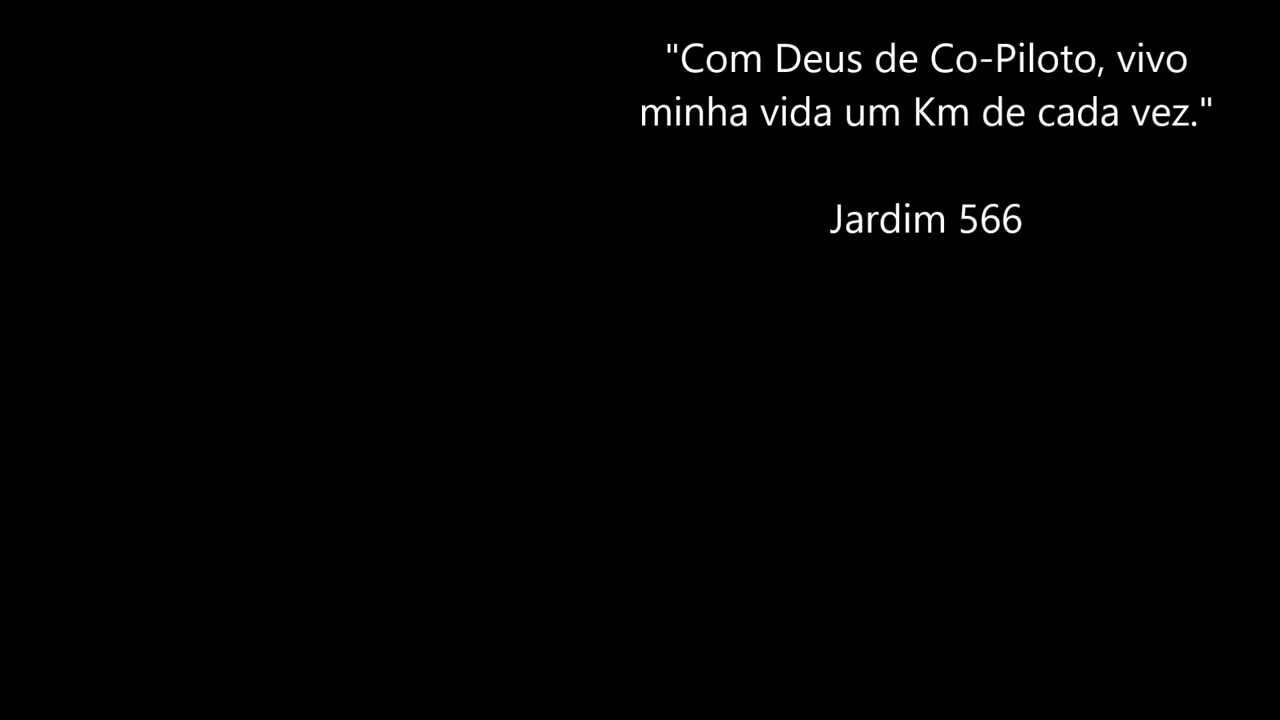 "Com Deus de Co-Piloto, vivo
minha vida um Km de cada vez."
Jardim 566